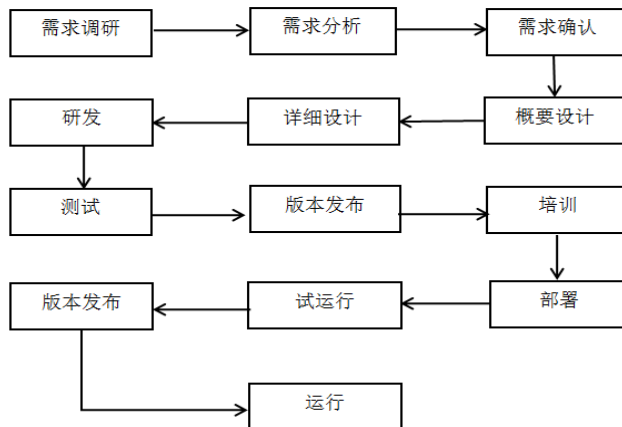 需求调研
需求分析
需求确认
概要设计
详细设计
研发
测试
版本发布
培训
部署
试运行
版本发布
运行